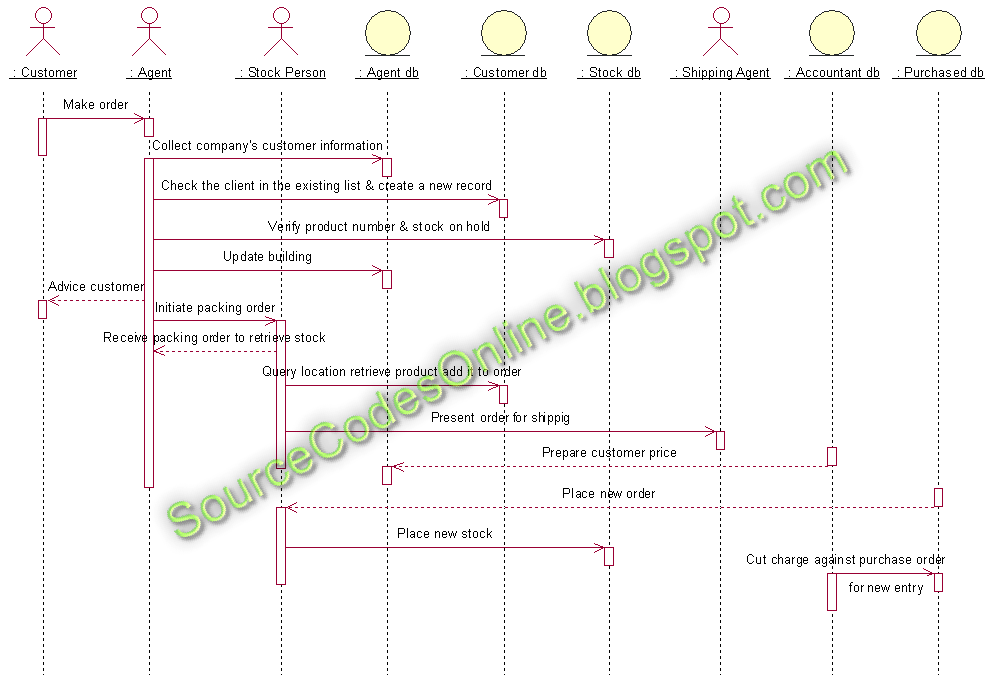 : Customer
: Agent
: Stock Person
: Agent db
: Customer db
: Stock db
: Shipping Agent
: Accountant db
: Purchased db
Make order
Collect company's customer information
Check the client in the existing list & create a new record
Verify product number & stock on hold
Update building
Advice customer
Initiate packing order
Receive packing order to retrieve stock
Query location retrieve product add it to order
Present order for shippig
Prepare customer price
Place new order
Place new stock
Cut charge against purchase order
for new entry
SourceCodesOnline.blogspot.com